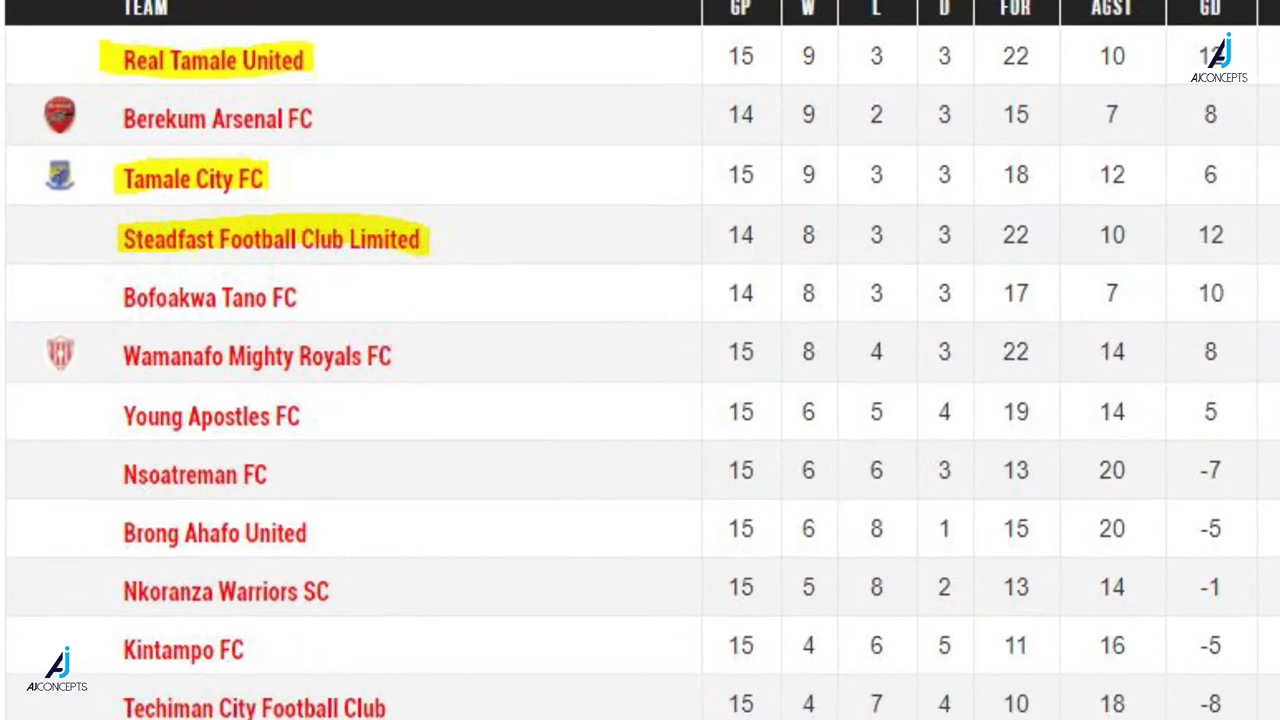 TEAM GP W L D FOR AGST GD
Real Tamale United 15 9 3 3 22 10 12
AJ
AJCONCEPTS
Berekum Arsenal FC 14 9 2 3 15 7 8
Tamale City FC 15 9 3 3 18 12 6
Steadfast Football Club Limited 14 8 3 3 22 10 12
Bofoakwa Tano FC 14 8 3 3 17 7 10
Wamanafo Mighty Royals FC 15 8 4 3 22 14 8
Young Apostles FC 15 6 5 4 19 14 5
Nsoatreman FC 15 6 6 3 13 20 -7
Brong Ahafo United 15 6 8 1 15 20 -5
Nkoranza Warriors SC 15 5 8 2 13 14 -1
Kintampo FC 15 4 6 5 11 16 -5
AJ
AJCONCEPTS
Techiman City Football Club 15 4 7 4 10 18 -8